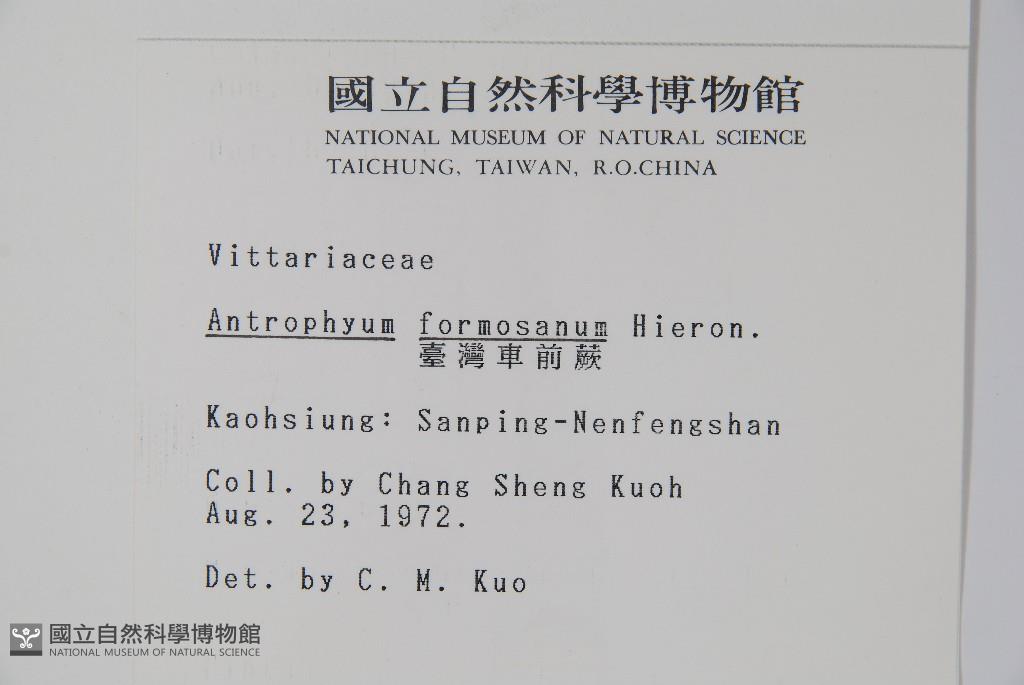 國立自然科學博物館
NATIONAL MUSEUM OF NATURAL SCIENCE
TAICHUNG, TAIWAN, R.O.CHINA
Vittariaceae
Antrophyum formosanum Hieron.
臺灣車前蕨
Kaohsiung: Sanping-Nenfengshan
Coll. by Chang Sheng Kuoh
Aug. 23, 1972.
Det. by C. M. Kuo
國立自然科學博物館
NATIONAL MUSEUM OF NATURAL SCIENCE